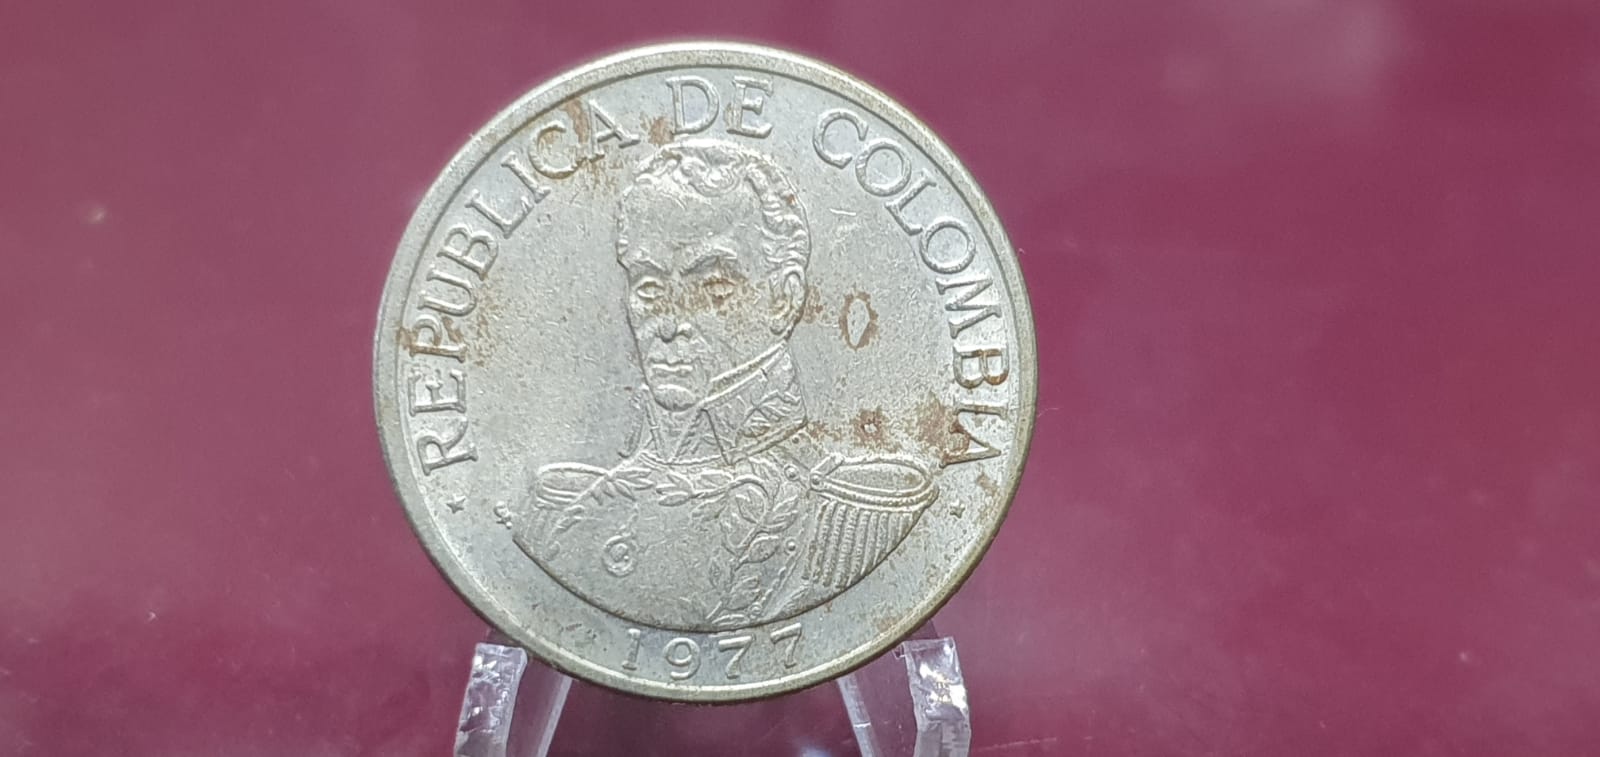 REPUBLICA DE COLOMBIA
1977